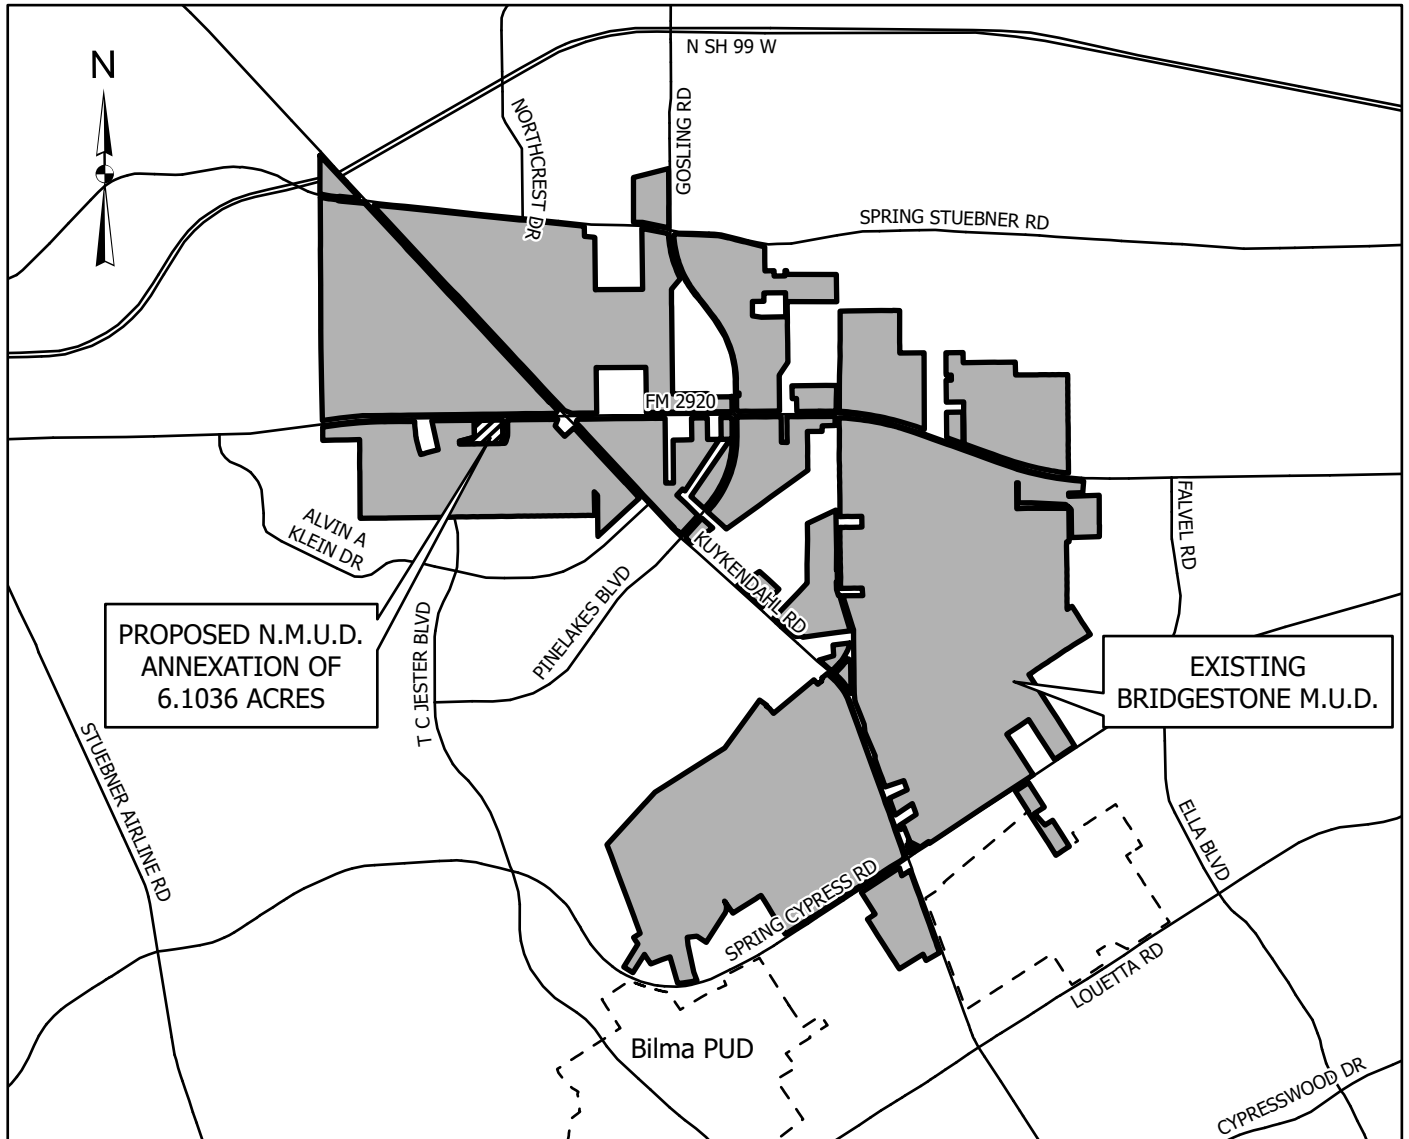 N SH 99 W
N
NORTHCREST DR
GOSLING RD
SPRING STUEBNER RD
FM 2920
ALVIN A
KLEIN DR
FALVEL RD
KUYKENDAHL RD
PINELAKES BLVD
T C JESTER BLVD
PROPOSED N.M.U.D.
ANNEXATION OF
6.1036 ACRES
EXISTING
BRIDGESTONE M.U.D.
STUEBNER AIRLINE RD
ELLA BLVD
SPRING CYPRESS RD
LOUETTA RD
Bilma PUD
CYPRESSWOOD DR